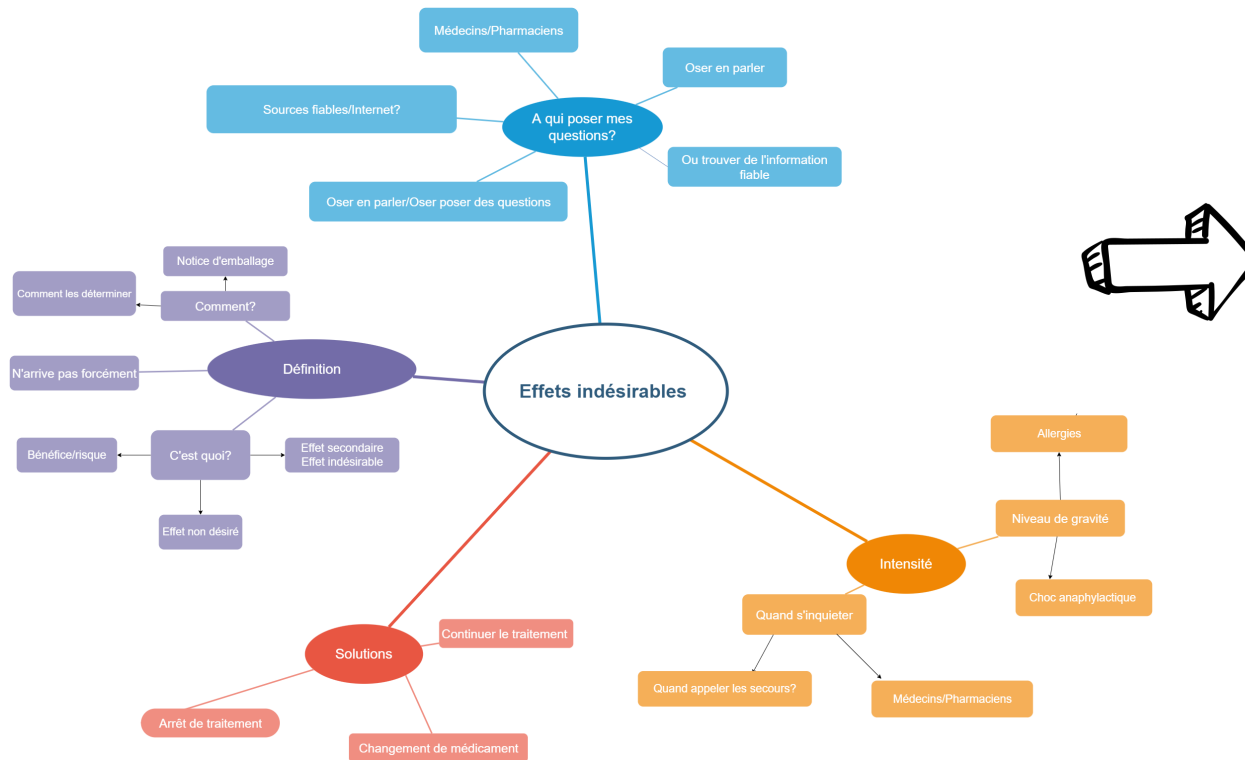 Médecins/Pharmaciens
Oser en parler
Sources fiables/Internet?
A qui poser mes
questions?
Ou trouver de l'information
fiable
Oser en parler/Oser poser des questions
Notice d'emballage
Comment les déterminer
Comment?
N'arrive pas forcément
Définition
Bénéfice/risque
C'est quoi?
Effet secondaire
Effet indésirable
Effet non désiré
Effets indésirables
Allergies
Niveau de gravité
Intensité
Choc anaphylactique
Quand s'inquieter
Quand appeler les secours?
Médecins/Pharmaciens
Continuer le traitement
Solutions
Arrêt de traitement
Changement de médicament